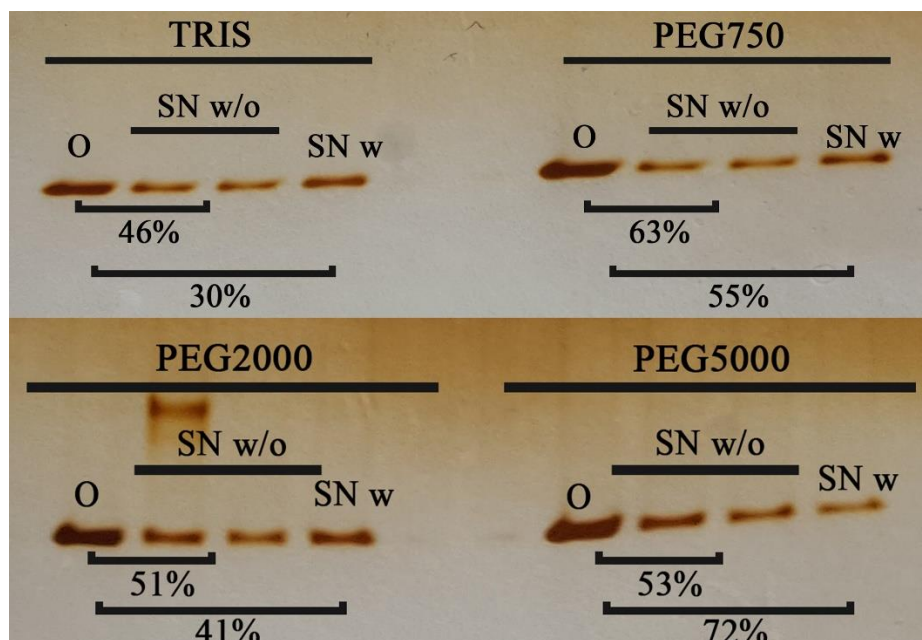 TRIS
SN w/o
O
SN w
46%
30%
PEG750
SN w/o
O
SN w
63%
55%
PEG2000
SN w/o
O
SN w
51%
41%
PEG5000
SN w/o
O
SN w
53%
72%